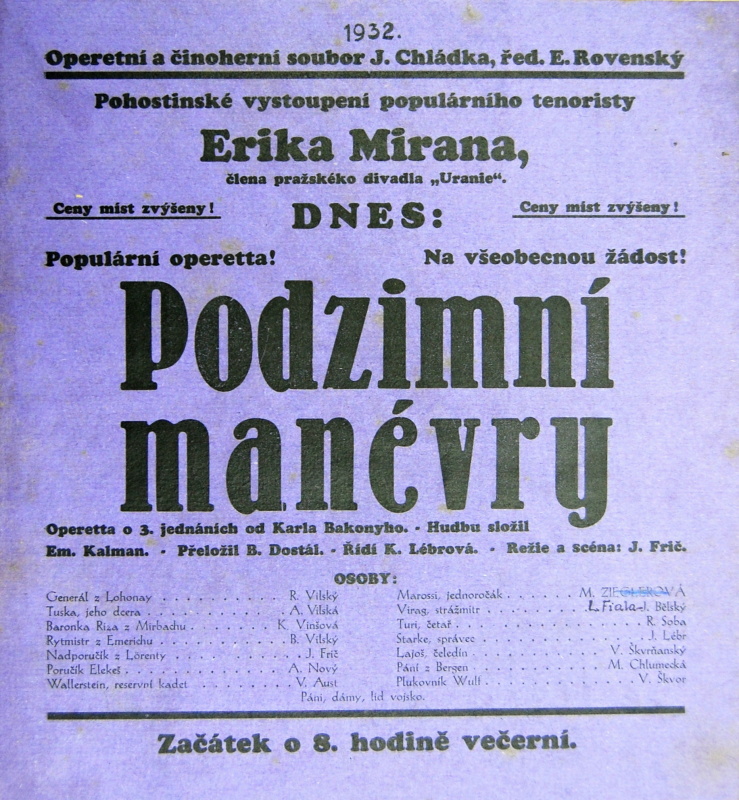 1932.
Operetní a činoherní soubor J. Chládka, řed. E. Rovenský
Pohostinské vystoupení populárního tenoristy
Erika Mirana,
člena pražského divadla „Uranie“.
Ceny míst zvýšeny! DNES: Ceny míst zvýšeny!
Populární operetta! Na všeobecnou žádost!
Podzimní
manévry
Operetta o 3. jednáních od Karla Bakonyho. - Hudbu složil
Em. Kalman. - Přeložil B. Dostál. - Řídí K. Lébrová. - Režie a scéna: J. Frič.
OSOBY:
Generál z Lohonay . . . . . . . . . . R. Vilský
Tuska, jeho dcera . . . . . . . . . . A. Vilská
Baronka Riza z Mirbachu . . . . . . . K. Vinšová
Rytmistr z Emerichu . . . . . . . . . B. Vilský
Nadporučík z Lörenty . . . . . . . . . J. Frič
Poručík Elekeš . . . . . . . . . . . . A. Nový
Wallerstein, reservní kadet . . . . . . V. Aust
Marossi, jednoročák . . . . . . M. ZIEGLEROVÁ
Virag, strážmitr . . . . . . L. Fiala J. Bělský
Turi, četař . . . . . . . . . . . . R. Soba
Starke, správec . . . . . . . . . . J. Lébr
Lajoš, čeledín . . . . . . . . V. Škvrňanský
Paní z Bergen . . . . . . . . M. Chlumecká
Plukovník Wulf . . . . . . . . . . V. Škvor
Páni, dámy, lid vojsko.
Začátek o 8. hodině večerní.